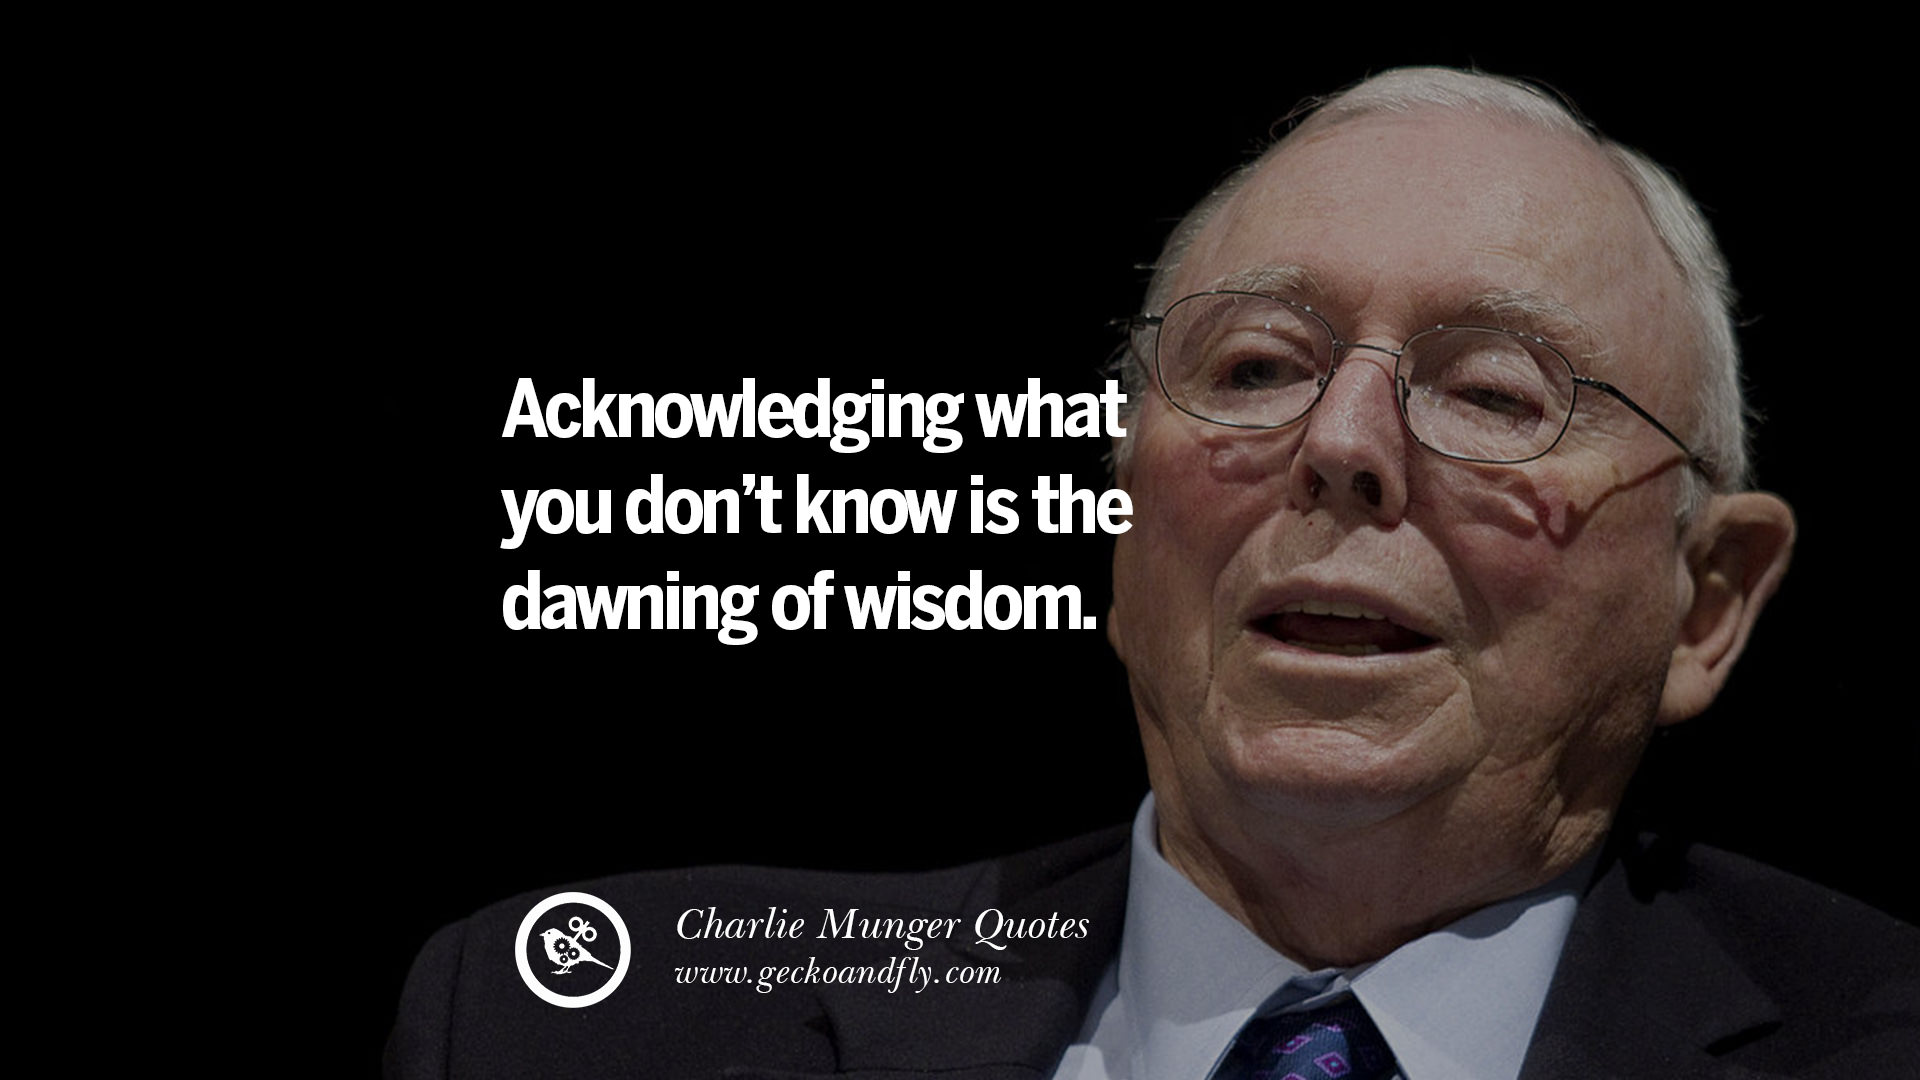 Acknowledging what
you don’t know is the
dawning of wisdom.
Charlie Munger Quotes
www.geckoandfly.com